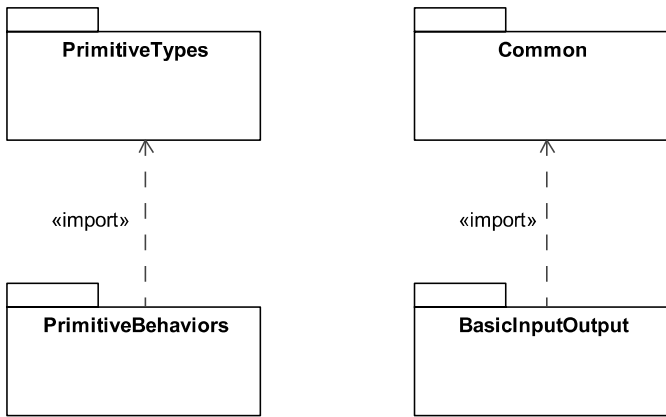 PrimitiveTypes
Common
«import»
«import»
PrimitiveBehaviors
BasicInputOutput